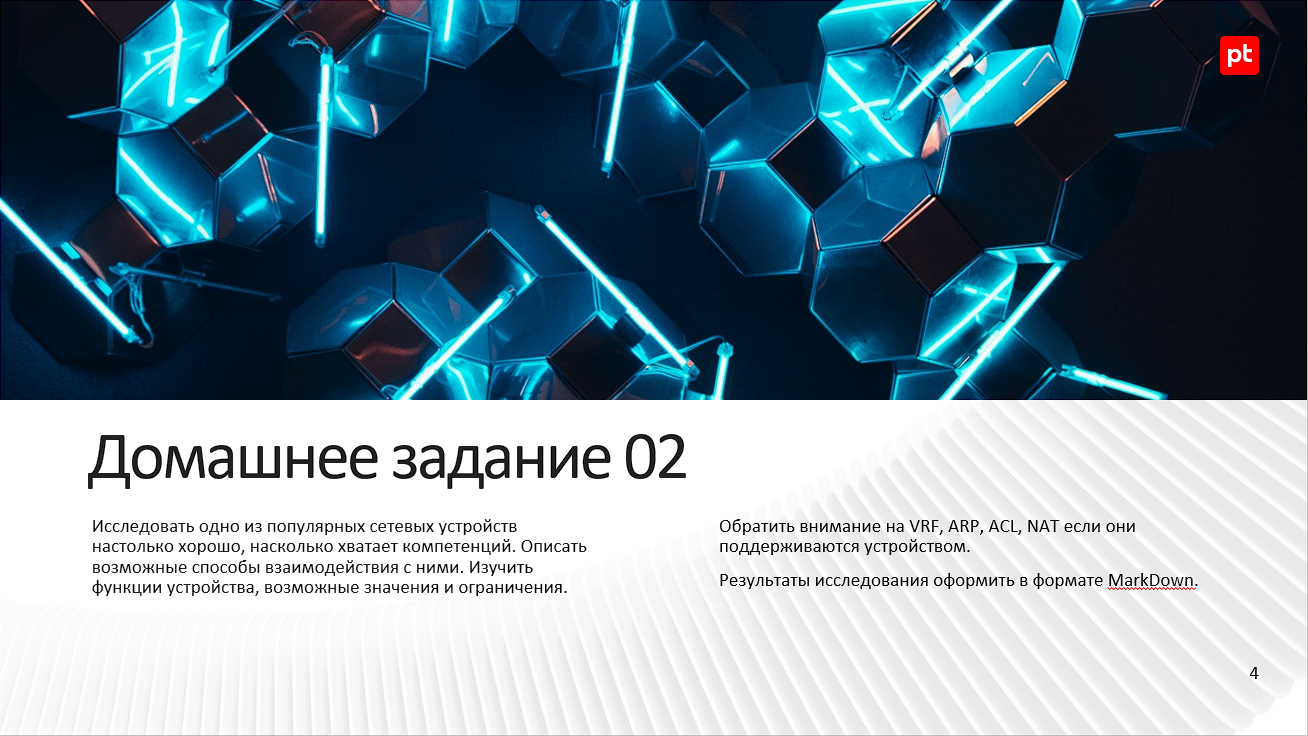 pt
Домашнее задание 02
Исследовать одно из популярных сетевых устройств
настолько хорошо, насколько хватает компетенций. Описать
возможные способы взаимодействия с ними. Изучить
функции устройства, возможные значения и ограничения.
Обратить внимание на VRF, ARP, ACL, NAT если они
поддерживаются устройством.
Результаты исследования оформить в формате MarkDown.
4